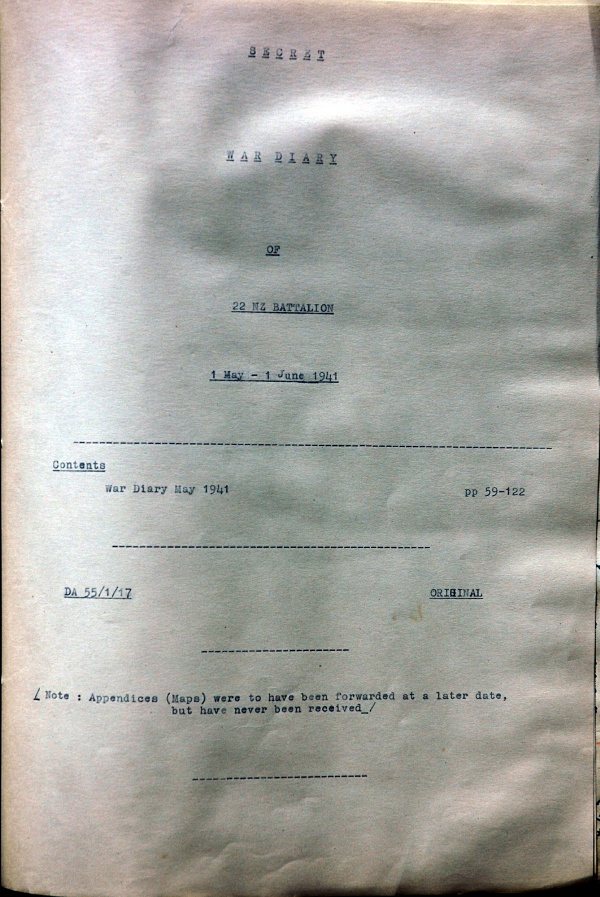 SECRET
WAR DIARY
OF
22 NZ BATTALION
1 May - 1 June 1941
Contents
War Diary May 1941 pp 59-122
DA 55/1/17 ORIGINAL
/ Note : Appendices (Maps) were to have been forwarded at a later date,
but have never been received_/